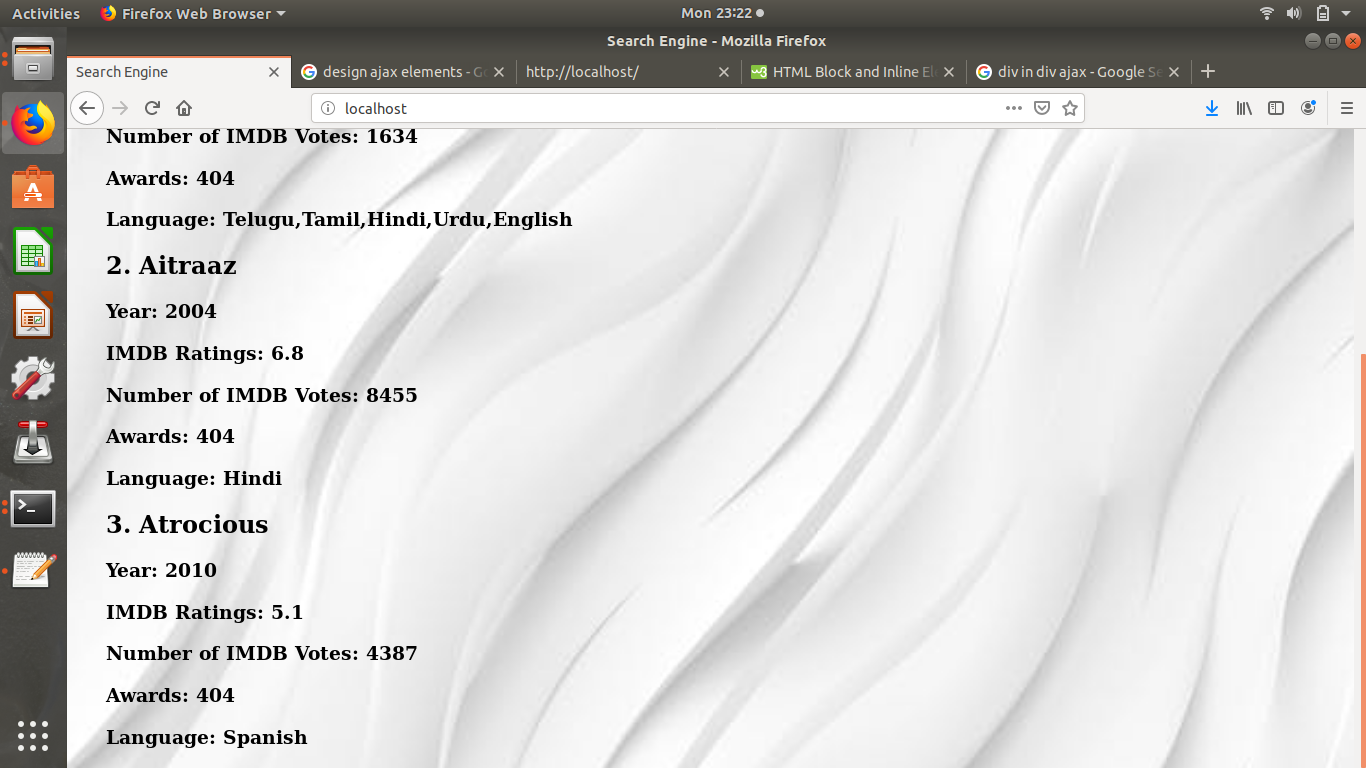 Activities
Firefox Web Browser
Mon 23:22
Search Engine - Mozilla Firefox
Search Engine
design ajax elements - Go
http://localhost/
HTML Block and Inline El
div in div ajax - Google Se
localhost
Number of IMDB Votes: 1634
Awards: 404
Language: Telugu,Tamil,Hindi,Urdu,English
2. Aitraaz
Year: 2004
IMDB Ratings: 6.8
Number of IMDB Votes: 8455
Awards: 404
Language: Hindi
3. Atrocious
Year: 2010
IMDB Ratings: 5.1
Number of IMDB Votes: 4387
Awards: 404
Language: Spanish